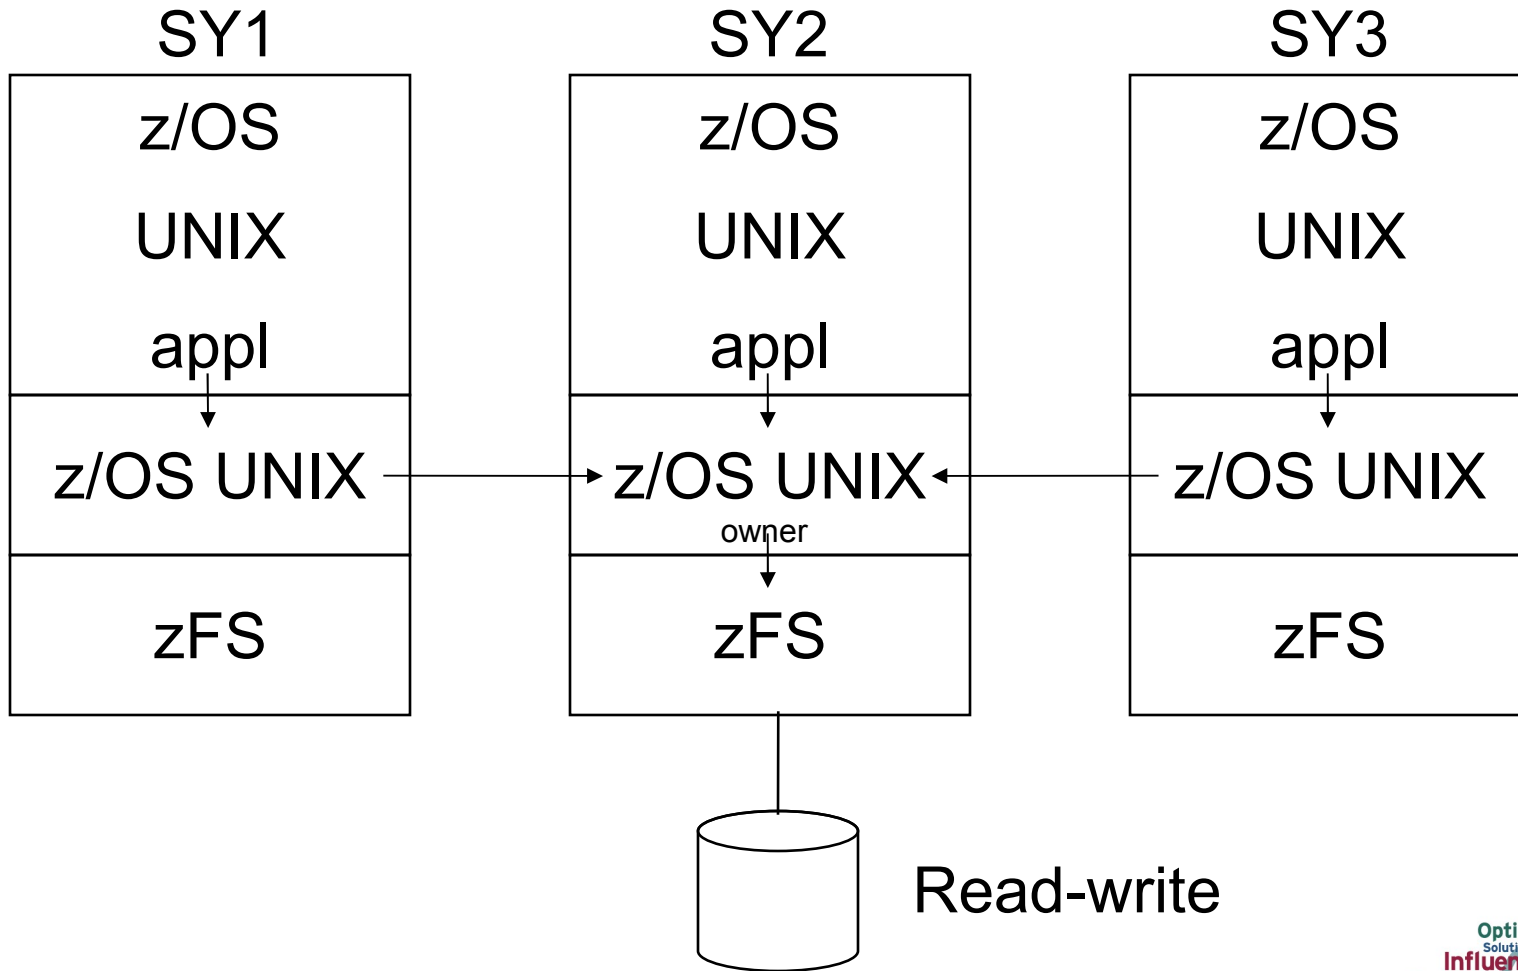 SY1
z/OS
UNIX
appl
z/OS UNIX
zFS
SY2
z/OS
UNIX
appl
z/OS UNIX
owner
zFS
SY3
z/OS
UNIX
appl
z/OS UNIX
zFS
Read-write